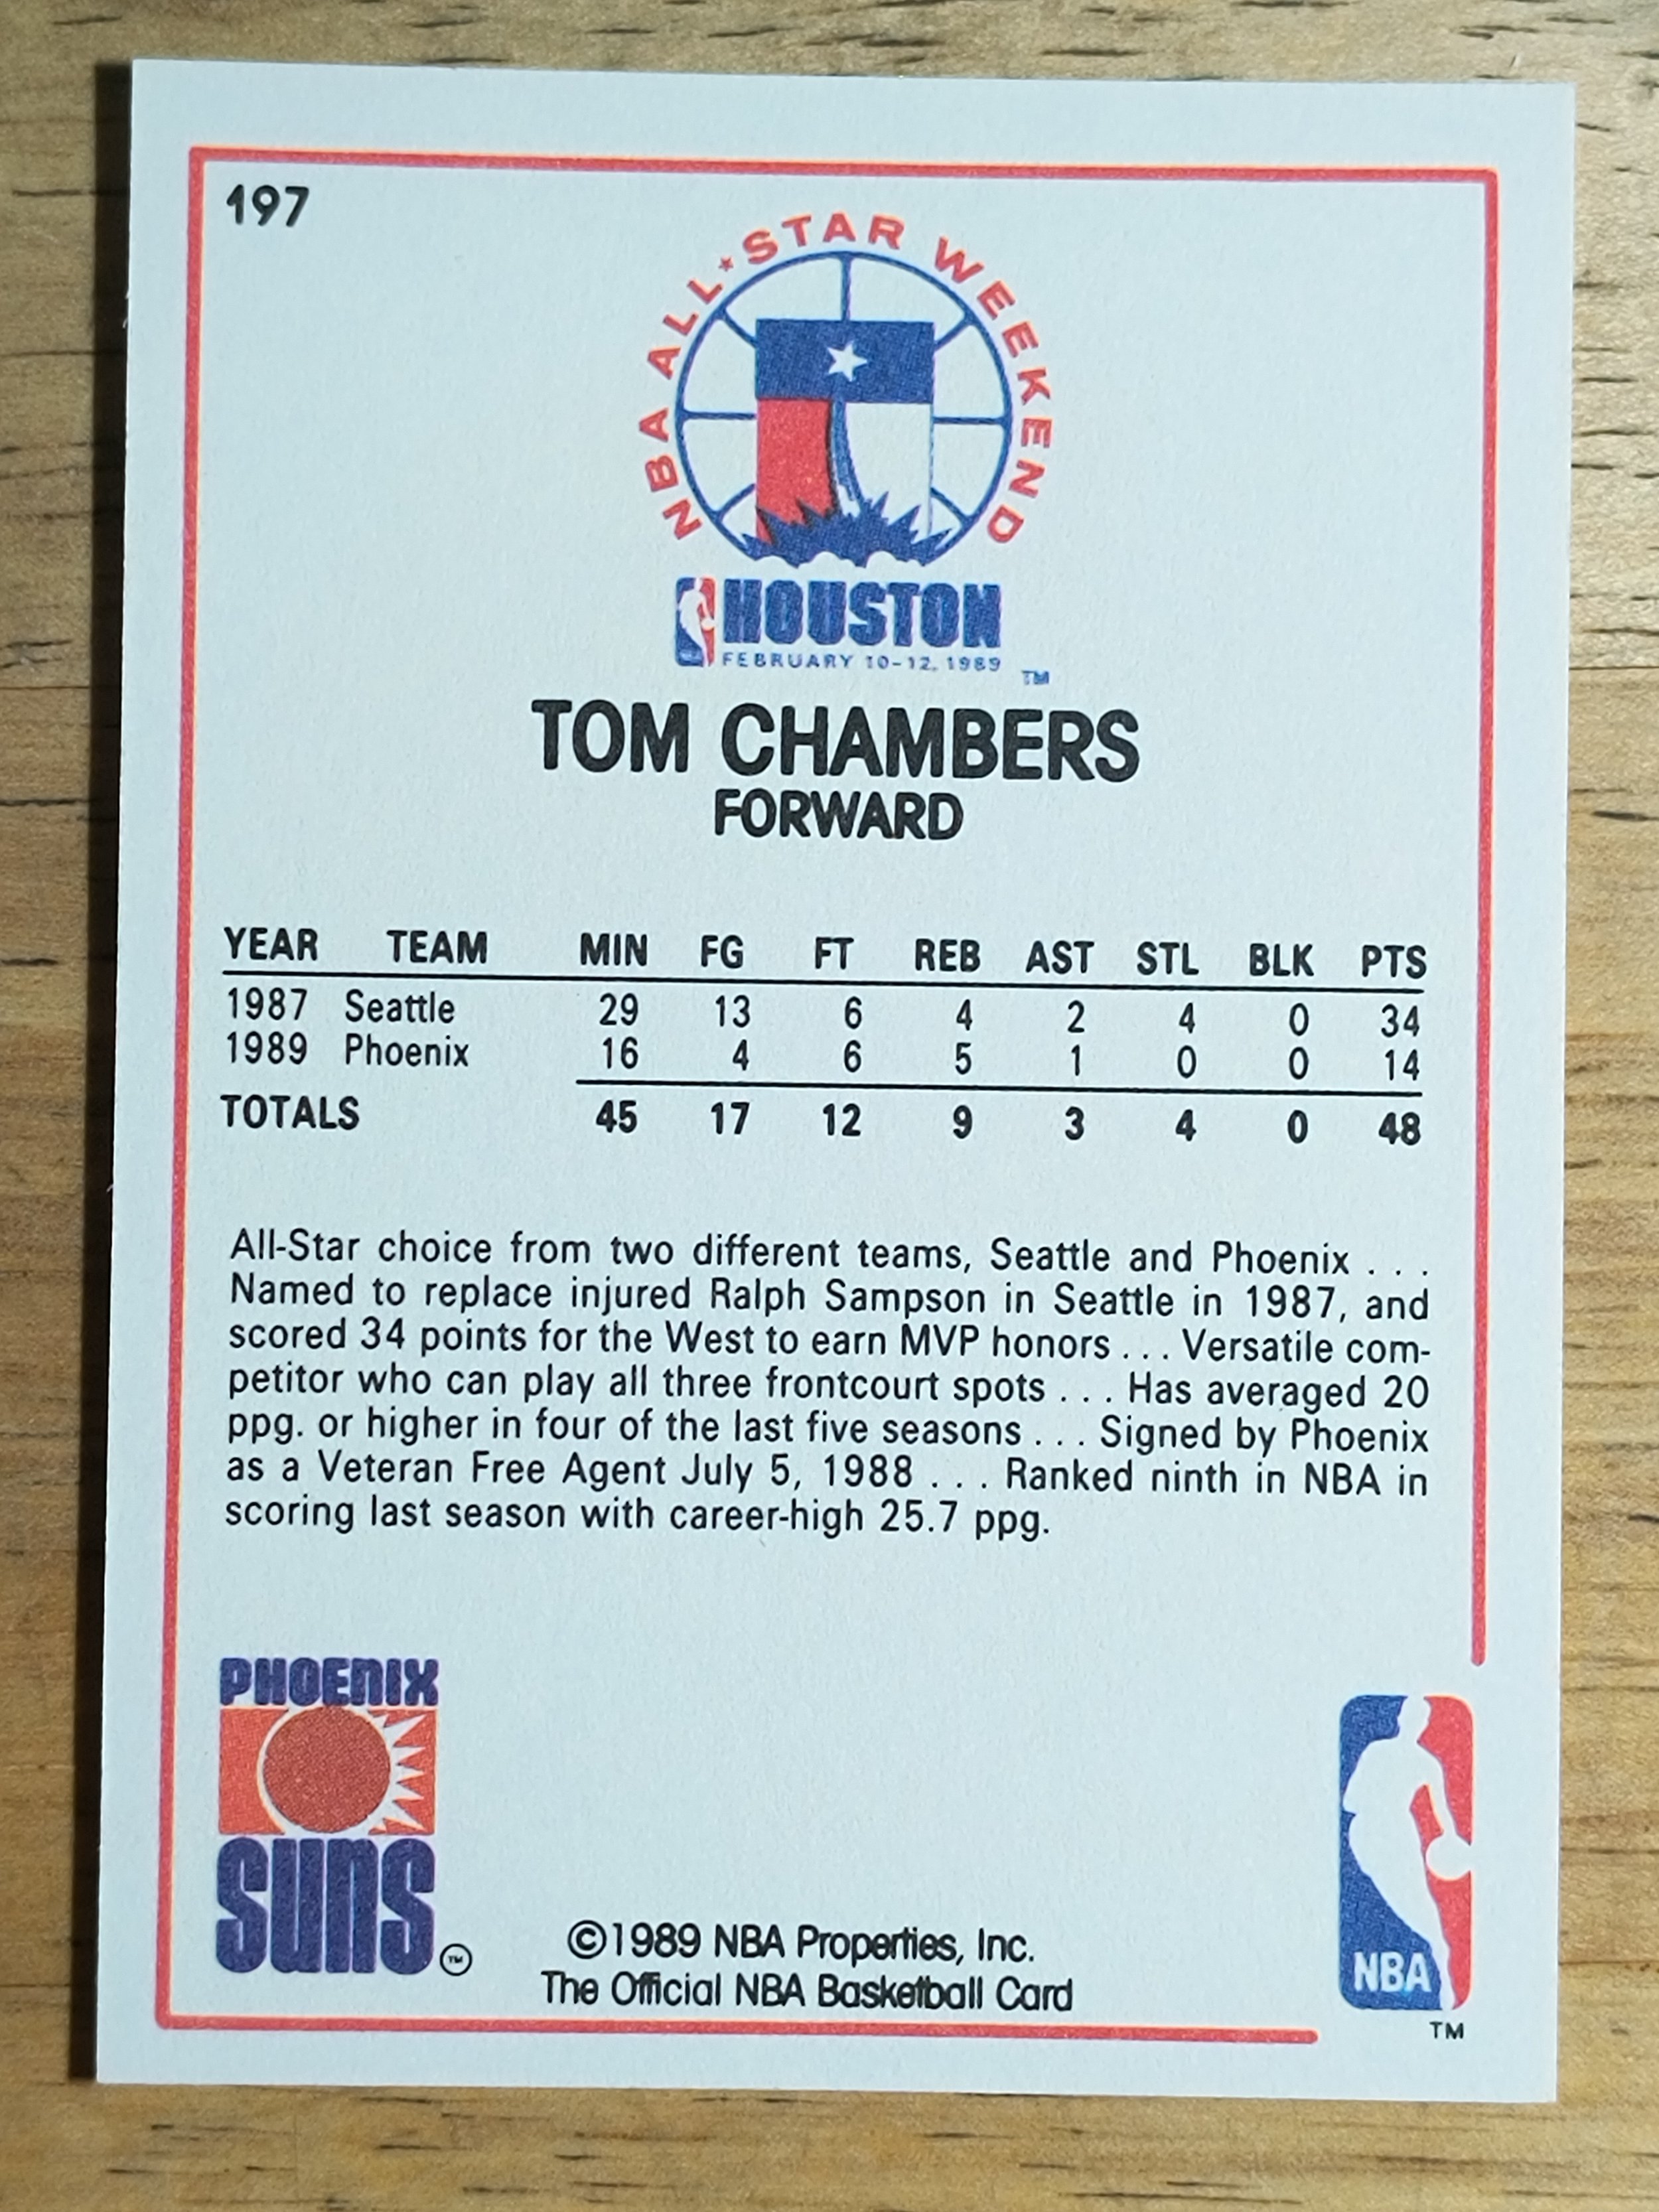 197
NBA ALL★STAR WEEKEND
HOUSTON
FEBRUARY 10-12, 1989
TM
TOM CHAMBERS
FORWARD
YEAR TEAM MIN FG FT REB AST STL BLK PTS
1987 Seattle 29 13 6 4 2 4 0 34
1989 Phoenix 16 4 6 5 1 0 0 14
TOTALS 45 17 12 9 3 4 0 48
All-Star choice from two different teams, Seattle and Phoenix . . .
Named to replace injured Ralph Sampson in Seattle in 1987, and
scored 34 points for the West to earn MVP honors . . . Versatile com-
petitor who can play all three frontcourt spots . . . Has averaged 20
ppg. or higher in four of the last five seasons . . . Signed by Phoenix
as a Veteran Free Agent July 5, 1988 . . . Ranked ninth in NBA in
scoring last season with career-high 25.7 ppg.
PHOENIX
SUNS
TM
©1989 NBA Properties, Inc.
The Official NBA Basketball Card
NBA
TM